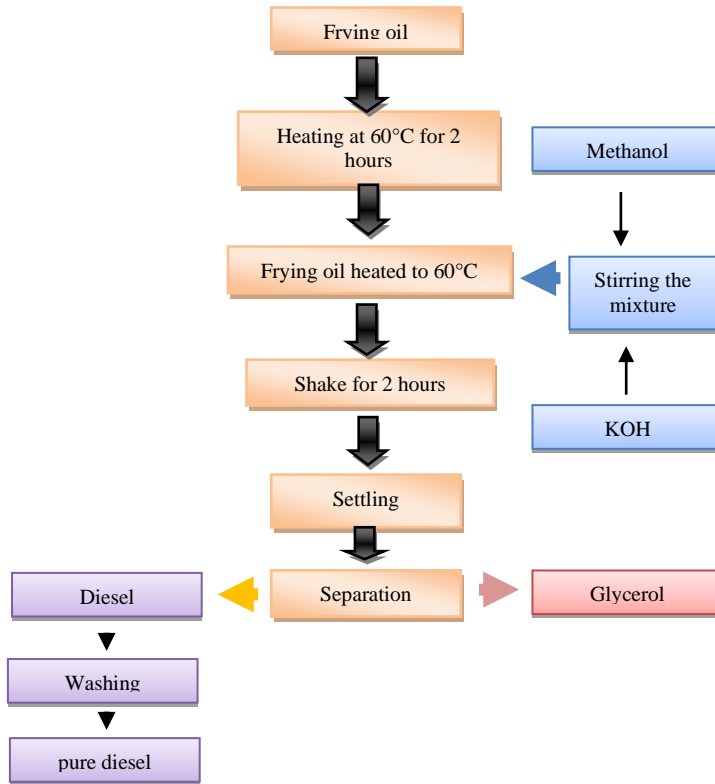 Frying oil
Heating at 60°C for 2
hours
Methanol
Frying oil heated to 60°C
Stirring the
mixture
Shake for 2 hours
KOH
Settling
Diesel
Separation
Glycerol
Washing
pure diesel